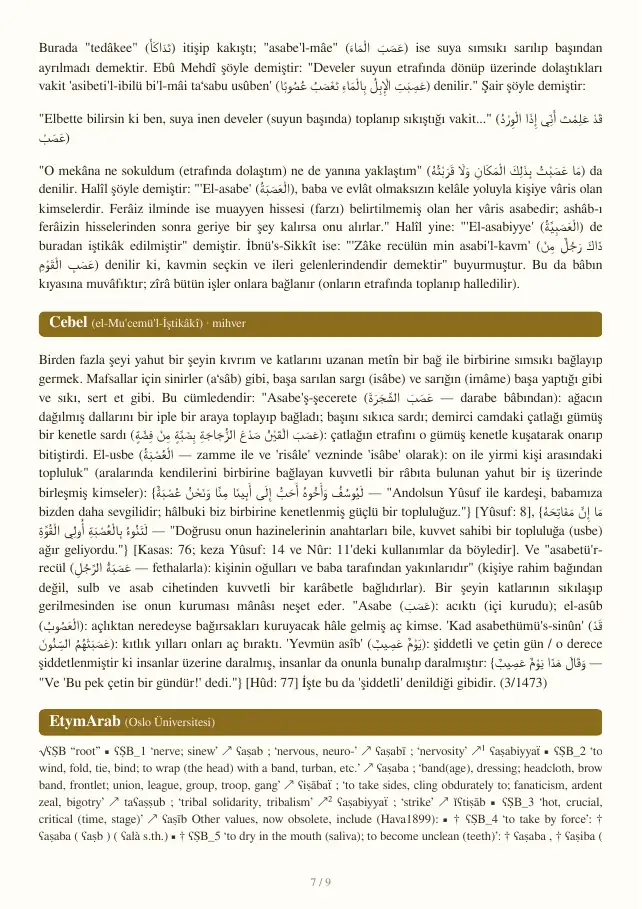 Burada "tedâkee" (تَدَاكَأَ) itişip kakıştı; "asabe'l-mâe" (عَصَبَ الْمَاءَ) ise suya sımsıkı sarılıp başından
ayrılmadı demektir. Ebû Mehdî şöyle demiştir: "Develer suyun etrafında dönüp üzerinde dolaştıkları
vakit 'asibeti'l-ibilü bi'l-mâi ta'sabu usûben' (عَصِبَتِ الْإِبِلُ بِالْمَاءِ تَعْصَبُ عُصُوبًا) denilir." Şair şöyle demiştir:
"Elbette bilirsin ki ben, suya inen develer (suyun başında) toplanıp sıkıştığı vakit..." (قَدْ عَلِمْت أَنِّي إِذَا الْوِرْدُ
عَصَبْ)
"O mekâna ne sokuldum (etrafında dolaştım) ne de yanına yaklaştım" (مَا عَصَبْتُ بِذَلِكَ الْمَكَانِ وَلَا قَرَبْتُهُ) da
denilir. Halîl şöyle demiştir: "'El-asabe' (الْعَصَبَةُ), baba ve evlât olmaksızın kelâle yoluyla kişiye vâris olan
kimselerdir. Ferâiz ilminde ise muayyen hissesi (farzı) belirtilmemiş olan her vâris asabedir; ashâb-ı
ferâizin hisselerinden sonra geriye bir şey kalırsa onu alırlar." Halîl yine: "'El-asabiyye' (الْعَصَبِيَّةُ) de
buradan iştikâk edilmiştir" demiştir. İbnü's-Sikkît ise: "'Zâke recülün min asabi'l-kavm' (ذَاكَ رَجُلٌ مِنْ
عَصَبِ الْقَوْمِ) denilir ki, kavmin seçkin ve ileri gelenlerindendir demektir" buyurmuştur. Bu da bâbın
kıyasına muvâfıktır; zîrâ bütün işler onlara bağlanır (onların etrafında toplanıp halledilir).
Cebel (el-Mu'cemü'l-İştikâkî) · mihver
Birden fazla şeyi yahut bir şeyin kıvrım ve katlarını uzanan metîn bir bağ ile birbirine sımsıkı bağlayıp
germek. Mafsallar için sinirler (a'sâb) gibi, başa sarılan sargı (isâbe) ve sarığın (imâme) başa yaptığı gibi
ve sıkı, sert et gibi. Bu cümledendir: "Asabe'ş-şecerete (عَصَبَ الشَّجَرَةَ — darabe bâbından): ağacın
dağılmış dallarını bir iple bir araya toplayıp bağladı; başını sıkıca sardı; demirci camdaki çatlağı gümüş
bir kenetle sardı (عَصَبَ الْقَيْنُ صَدْعَ الزُّجَاجَةِ بِضَبَّةٍ مِنْ فِضَّةٍ): çatlağın etrafını o gümüş kenetle kuşatarak onarıp
bitiştirdi. El-usbe (الْعُصْبَةُ — zamme ile ve 'risâle' vezninde 'isâbe' olarak): on ile yirmi kişi arasındaki
topluluk" (aralarında kendilerini birbirine bağlayan kuvvetli bir râbıta bulunan yahut bir iş üzerinde
birleşmiş kimseler): {لَيُوسُفُ وَأَخُوهُ أَحَبُّ إِلَى أَبِينَا مِنَّا وَنَحْنُ عُصْبَةٌ — "Andolsun Yûsuf ile kardeşi, babamıza
bizden daha sevgilidir; hâlbuki biz birbirine kenetlenmiş güçlü bir topluluğuz."} [Yûsuf: 8], {مَا إِنَّ مَفَاتِحَهُ
لَتَنُوءُ بِالْعُصْبَةِ أُولِي الْقُوَّةِ — "Doğrusu onun hazinelerinin anahtarları bile, kuvvet sahibi bir topluluğa (usbe)
ağır geliyordu."} [Kasas: 76; keza Yûsuf: 14 ve Nûr: 11'deki kullanımlar da böyledir]. Ve "asabetü'r-
recül (عَصَبَةُ الرَّجُلِ — fethalarla): kişinin oğulları ve baba tarafından yakınlarıdır" (kişiye rahim bağından
değil, sulb ve asab cihetinden kuvvetli bir karâbetle bağlıdırlar). Bir şeyin katlarının sıkılaşıp
gerilmesinden ise onun kuruması mânâsı neşet eder. "Asabe (عَصَبَ): acıktı (içi kurudu); el-asûb
(الْعَصُوبُ): açlıktan neredeyse bağırsakları kuruyacak hâle gelmiş aç kimse. 'Kad asabethümü's-sinûn' (قَدْ
عَصَبَتْهُمُ السِّنُونَ): kıtlık yılları onları aç bıraktı. 'Yevmün asîb' (يَوْمٌ عَصِيبٌ): şiddetli ve çetin gün / o derece
şiddetlenmiştir ki insanlar üzerine daralmış, insanlar da onunla bunalıp daralmıştır: {وَقَالَ هَذَا يَوْمٌ عَصِيبٌ —
"Ve 'Bu pek çetin bir gündür!' dedi."} [Hûd: 77] İşte bu da 'şiddetli' denildiği gibidir. (3/1473)
EtymArab (Oslo Üniversitesi)
√ʕṢB “root” ▪ ʕṢB_1 ‘nerve; sinew’ ↗ ʕaṣab ; ‘nervous, neuro-’ ↗ ʕaṣabī ; ‘nervosity’ ↗¹ ʕaṣabiyyaẗ ▪ ʕṢB_2 ‘to
wind, fold, tie, bind; to wrap (the head) with a band, turban, etc.’ ↗ ʕaṣaba ; ‘band(age), dressing; headcloth, brow
band, frontlet; union, league, group, troop, gang’ ↗ ʕiṣābaẗ ; ‘to take sides, cling obdurately to; fanaticism, ardent
zeal, bigotry’ ↗ taʕaṣṣub ; ‘tribal solidarity, tribalism’ ↗² ʕaṣabiyyaẗ ; ‘strike’ ↗ ĭʕtiṣāb ▪ ʕṢB_3 ‘hot, crucial,
critical (time, stage)’ ↗ ʕaṣīb Other values, now obsolete, include (Hava1899): ▪ † ʕṢB_4 ‘to take by force’: †
ʕaṣaba ( ʕaṣb ) ( ʕalà s.th.) ▪ † ʕṢB_5 ‘to dry in the mouth (saliva); to become unclean (teeth)’: † ʕaṣaba , † ʕaṣiba (
7 / 9